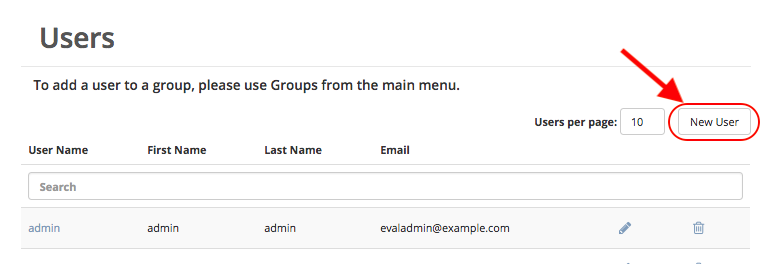 Users
To add a user to a group, please use Groups from the main menu.
Users per page: 10 New User
User Name First Name Last Name Email
Search
admin admin admin evaladmin@example.com